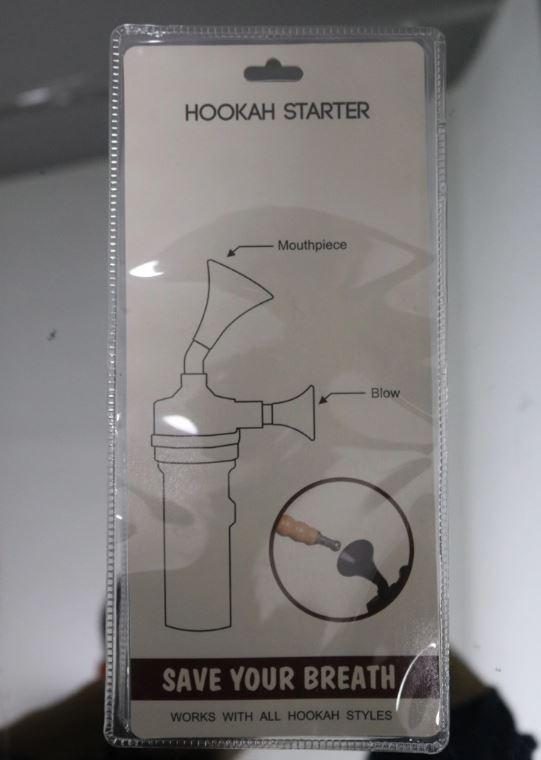 HOOKAH STARTER
Mouthpiece
Blow
SAVE YOUR BREATH
WORKS WITH ALL HOOKAH STYLES